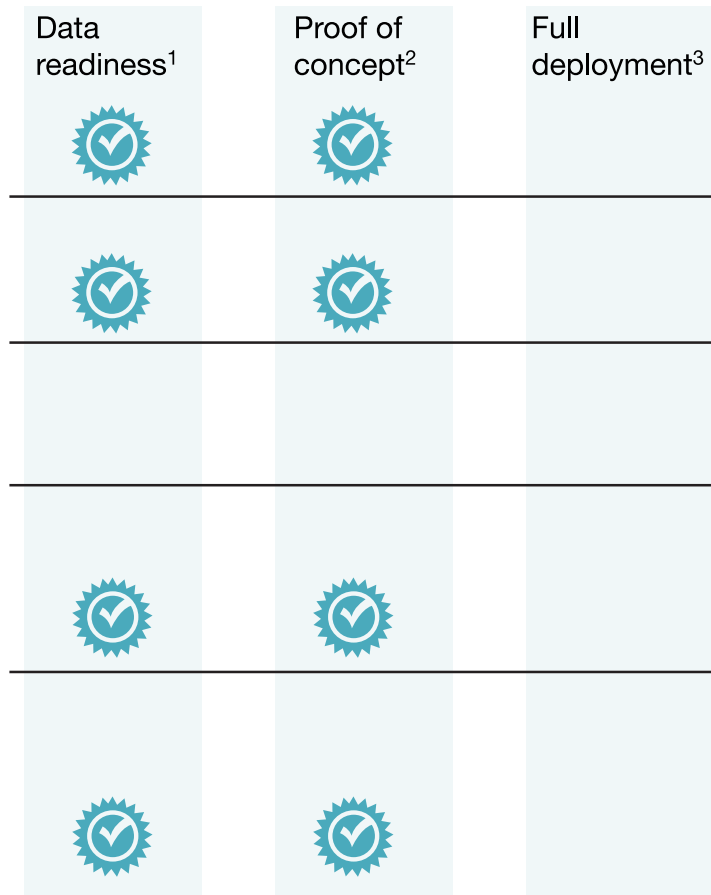 Data
readiness¹
Proof of
concept²
Full
deployment³